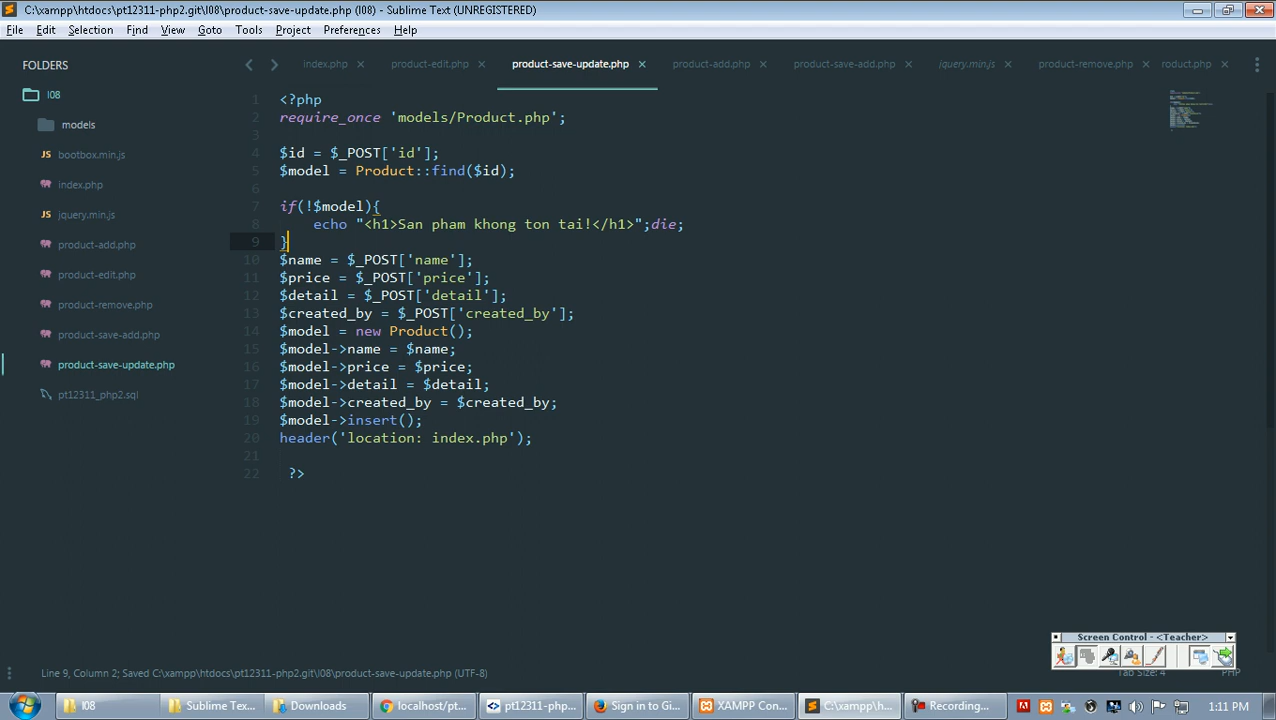 C:\xampp\htdocs\pt12311-php2.git\l08\product-save-update.php (l08) - Sublime Text (UNREGISTERED)
File Edit Selection Find View Goto Tools Project Preferences Help
FOLDERS
l08
models
JS bootbox.min.js
index.php
JS jquery.min.js
product-add.php
product-edit.php
product-remove.php
product-save-add.php
product-save-update.php
pt12311_php2.sql
index.php × product-edit.php × product-save-update.php × product-add.php × product-save-add.php × jquery.min.js × product-remove.php × roduct.php ×
1 <?php
2 require_once 'models/Product.php';
3
4 $id = $_POST['id'];
5 $model = Product::find($id);
6
7 if(!$model){
8 echo "<h1>San pham khong ton tai!</h1>";die;
9 }
10 $name = $_POST['name'];
11 $price = $_POST['price'];
12 $detail = $_POST['detail'];
13 $created_by = $_POST['created_by'];
14 $model = new Product();
15 $model->name = $name;
16 $model->price = $price;
17 $model->detail = $detail;
18 $model->created_by = $created_by;
19 $model->insert();
20 header('location: index.php');
21
22 ?>
Screen Control - <Teacher>
Line 9, Column 2; Saved C:\xampp\htdocs\pt12311-php2.git\l08\product-save-update.php (UTF-8)
Tab Size: 4 PHP
l08 Sublime Text... Downloads localhost/pt... pt12311-php... Sign in to Gi... XAMPP Con... C:\xampp\h... Recording... 1:11 PM